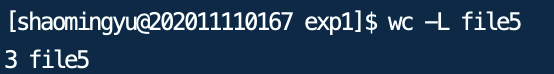 [shaomingyu@202011110167 exp1]$ wc –L file5
3 file5